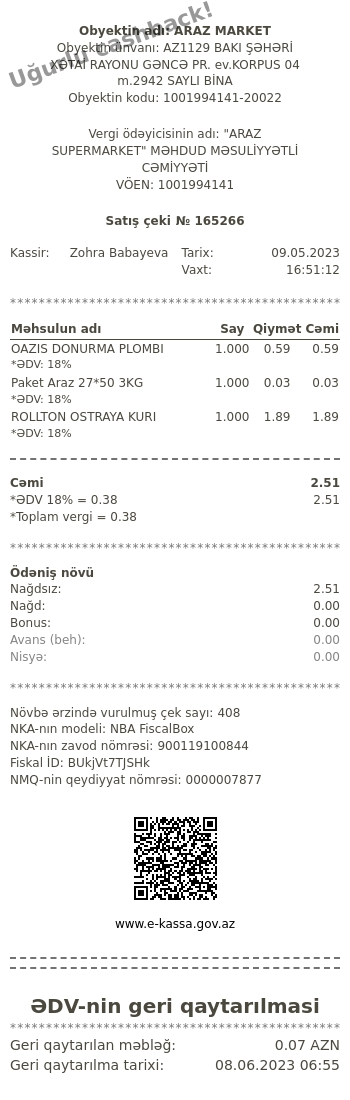 Uğurlu cashback!
Obyektin adı: ARAZ MARKET
Obyektin ünvanı: AZ1129 BAKI ŞƏHƏRİ
XƏTAİ RAYONU GƏNCƏ PR. ev.KORPUS 04
m.2942 SAYLI BİNA
Obyektin kodu: 1001994141-20022
Vergi ödəyicisinin adı: "ARAZ
SUPERMARKET" MƏHDUD MƏSULİYYƏTLİ
CƏMİYYƏTİ
VÖEN: 1001994141
Satış çeki № 165266
Kassir: Zohra Babayeva Tarix: 09.05.2023
Vaxt: 16:51:12
********************************************
Məhsulun adı Say Qiymət Cəmi
OAZIS DONURMA PLOMBI 1.000 0.59 0.59
*ƏDV: 18%
Paket Araz 27*50 3KG 1.000 0.03 0.03
*ƏDV: 18%
ROLLTON OSTRAYA KURI 1.000 1.89 1.89
*ƏDV: 18%
Cəmi 2.51
*ƏDV 18% = 0.38 2.51
*Toplam vergi = 0.38
********************************************
Ödəniş növü
Nağdsız: 2.51
Nağd: 0.00
Bonus: 0.00
Avans (beh): 0.00
Nisyə: 0.00
********************************************
Növbə ərzində vurulmuş çek sayı: 408
NKA-nın modeli: NBA FiscalBox
NKA-nın zavod nömrəsi: 900119100844
Fiskal İD: BUkjVt7TJSHk
NMQ-nin qeydiyyat nömrəsi: 0000007877
www.e-kassa.gov.az
ƏDV-nin geri qaytarılması
********************************************
Geri qaytarılan məbləğ: 0.07 AZN
Geri qaytarılma tarixi: 08.06.2023 06:55